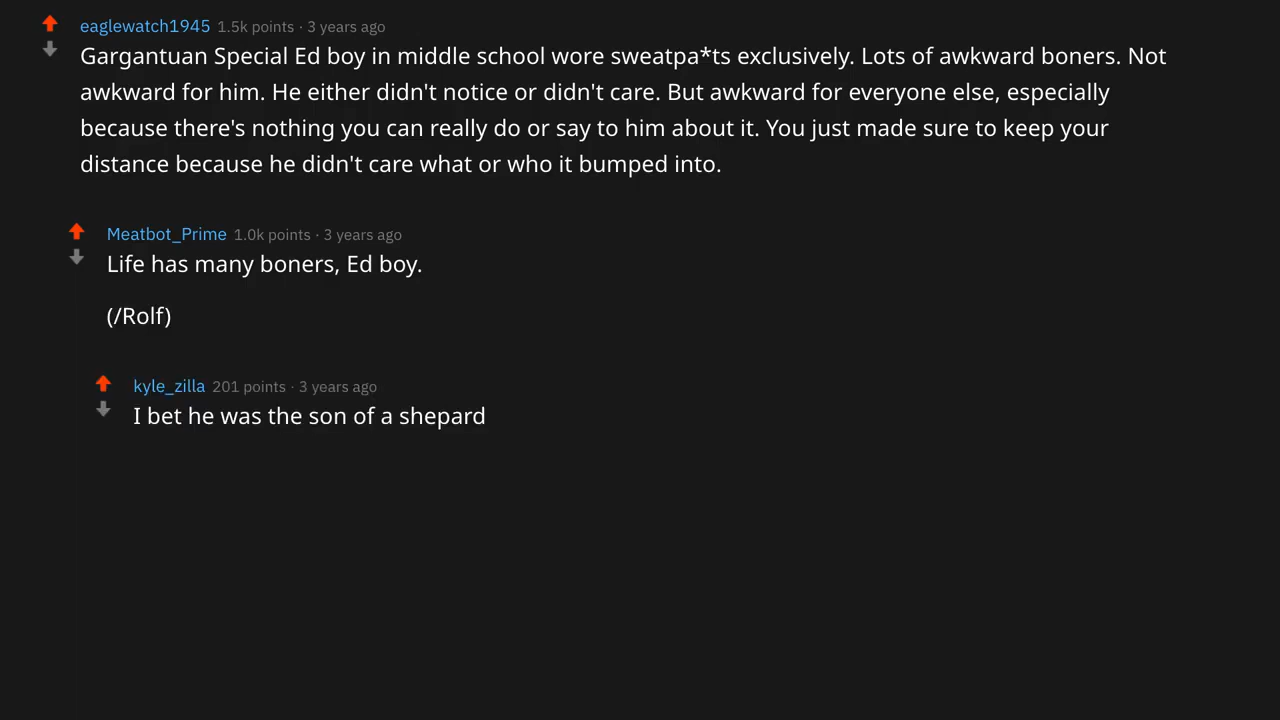 eaglewatch1945 1.5k points · 3 years ago
Gargantuan Special Ed boy in middle school wore sweatpa*ts exclusively. Lots of awkward boners. Not
awkward for him. He either didn't notice or didn't care. But awkward for everyone else, especially
because there's nothing you can really do or say to him about it. You just made sure to keep your
distance because he didn't care what or who it bumped into.
Meatbot_Prime 1.0k points · 3 years ago
Life has many boners, Ed boy.
(/Rolf)
kyle_zilla 201 points · 3 years ago
I bet he was the son of a shepard